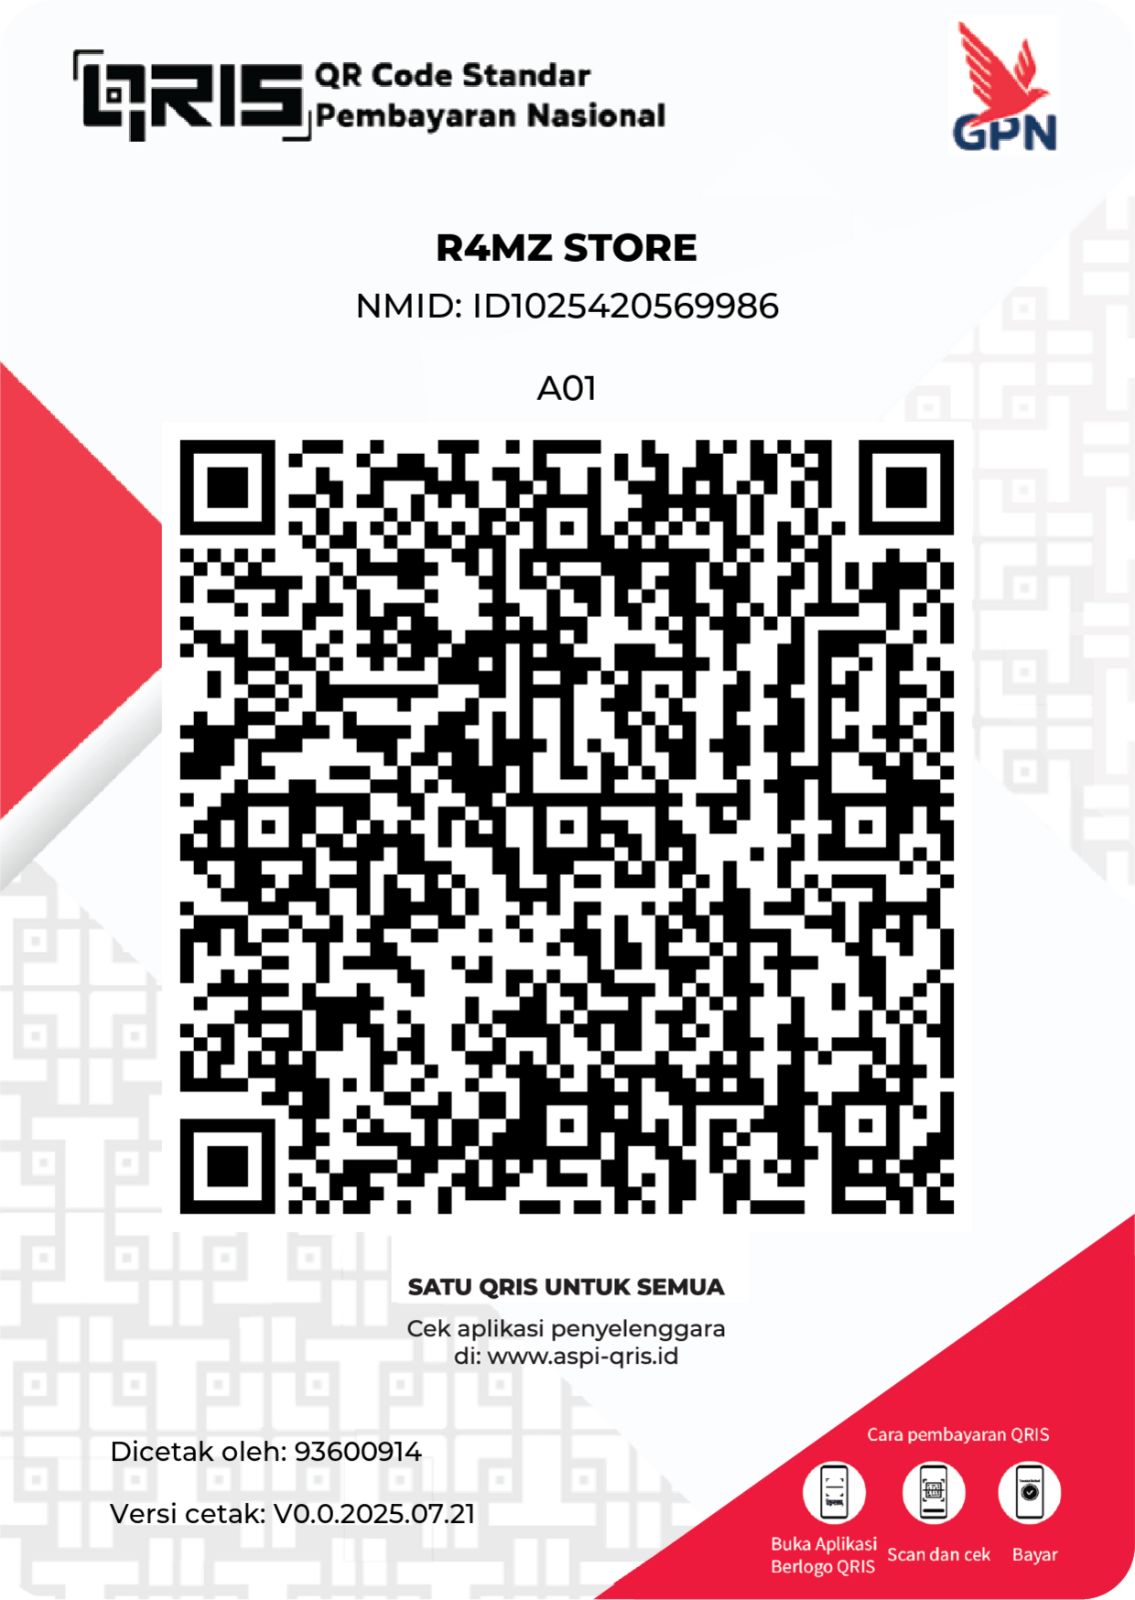 QRIS
QR Code Standar
Pembayaran Nasional
GPN
R4MZ STORE
NMID: ID1025420569986
A01
SATU QRIS UNTUK SEMUA
Cek aplikasi penyelenggara
di: www.aspi-qris.id
Dicetak oleh: 93600914
Versi cetak: V0.0.2025.07.21
Cara pembayaran QRIS
Buka Aplikasi
Berlogo QRIS
Scan dan cek
Bayar